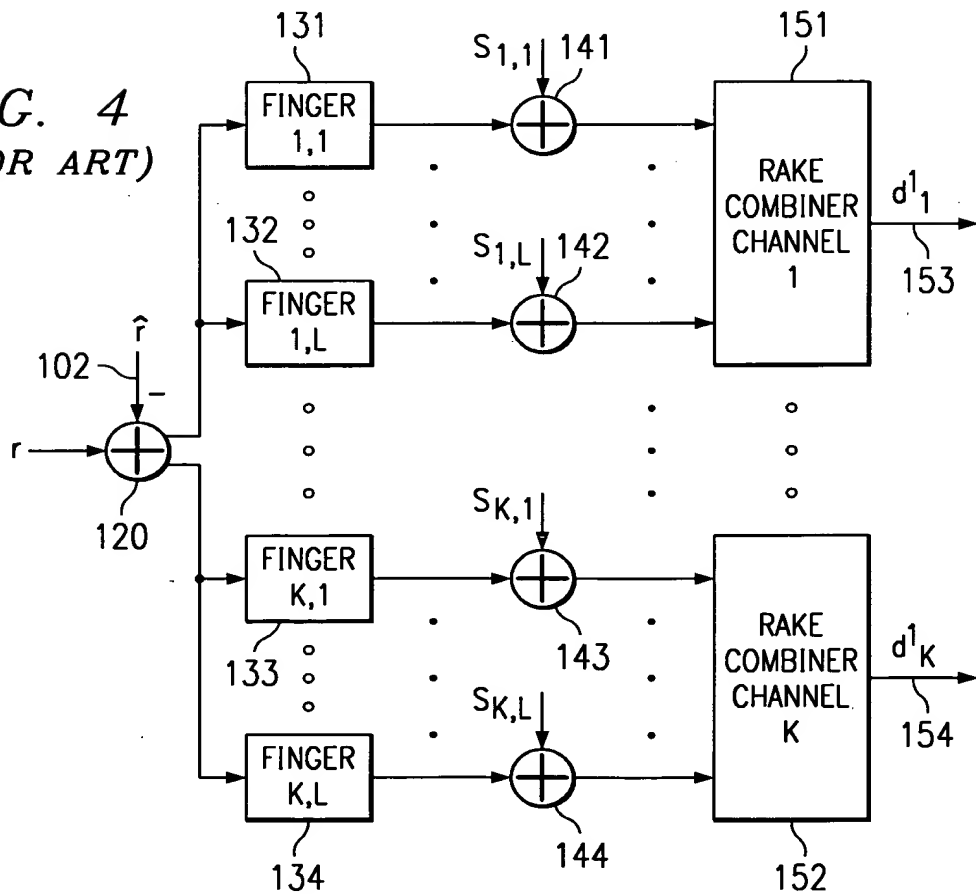 G. 4
OR ART)
131
FINGER
1,1
S1,1
141
151
RAKE
COMBINER
CHANNEL
1
d¹1
153
132
FINGER
1,L
S1,L
142
102
r̂
−
r
120
FINGER
K,1
133
SK,1
143
RAKE
COMBINER
CHANNEL
K
d¹K
154
FINGER
K,L
134
SK,L
144
152